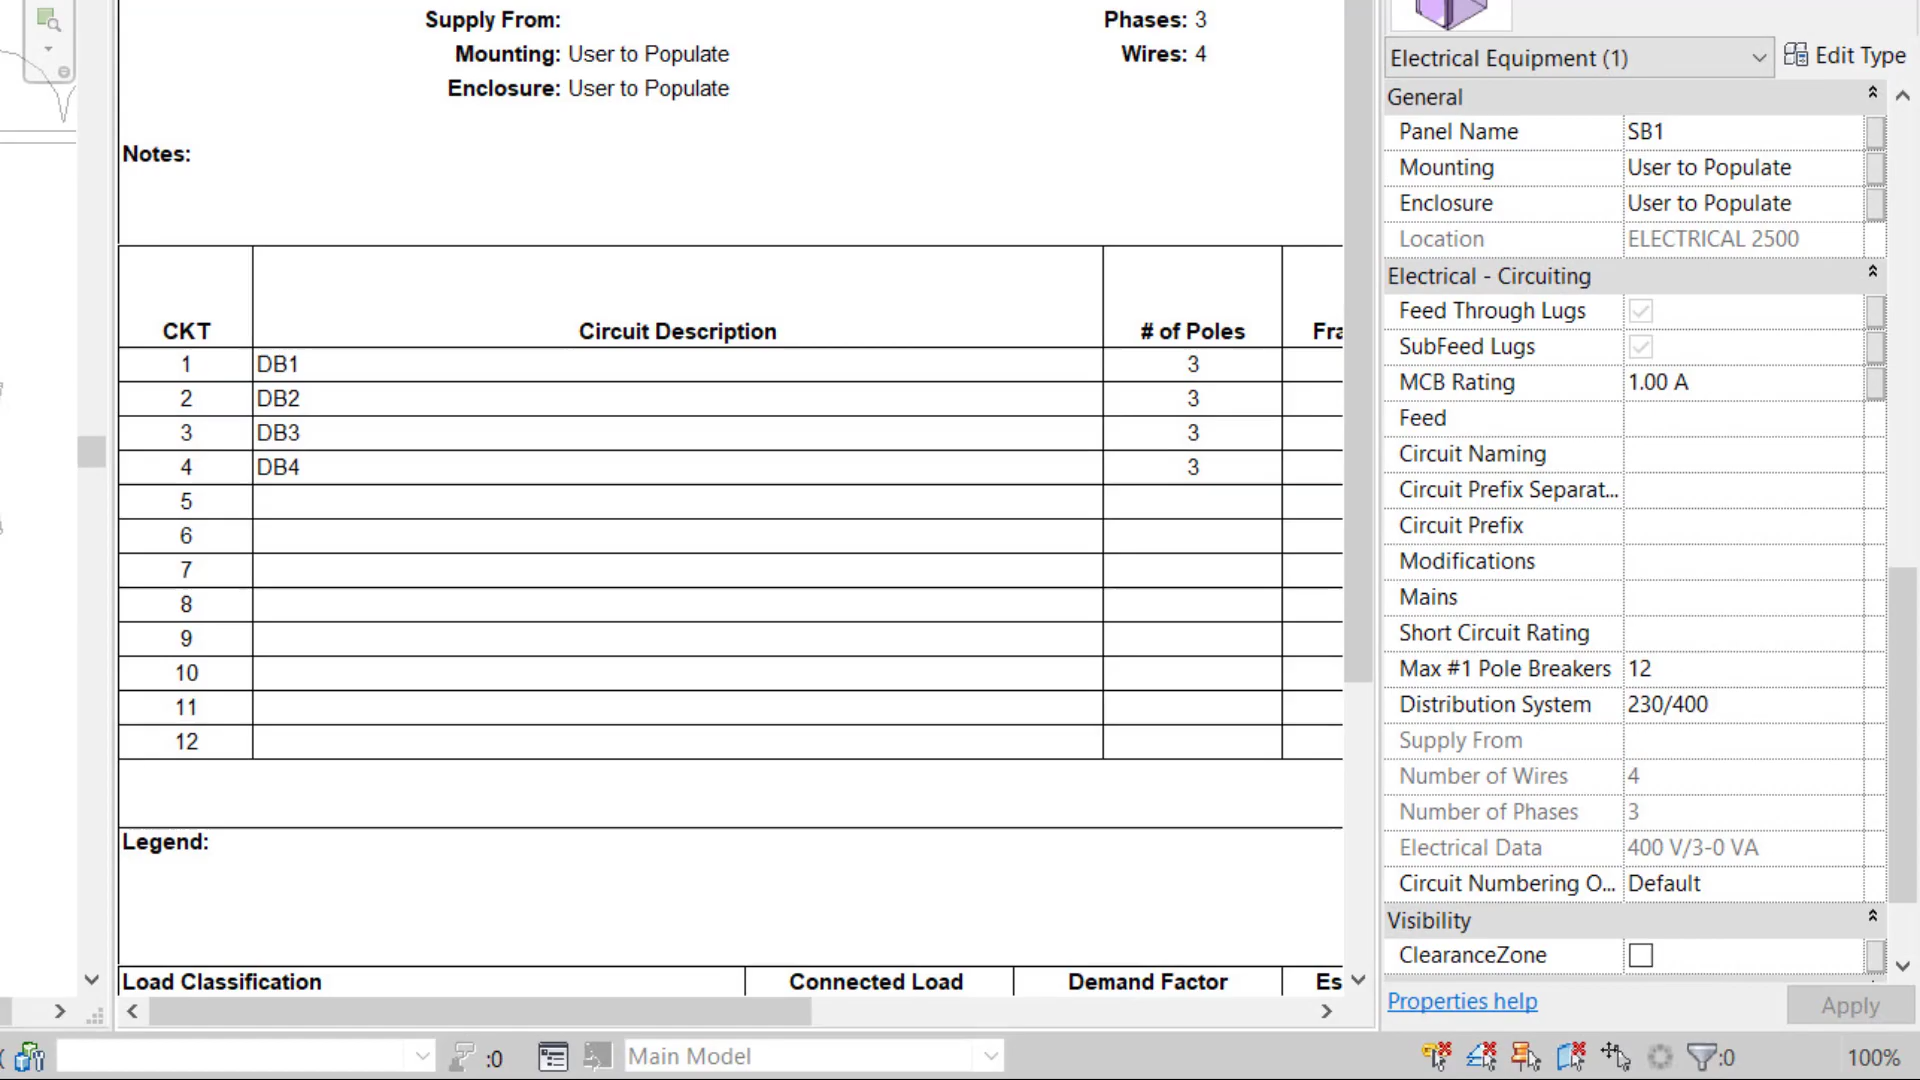 Supply From:
Phases: 3
Mounting: User to Populate
Wires: 4
Enclosure: User to Populate
Notes:
CKT Circuit Description # of Poles Fra
1 DB1 3
2 DB2 3
3 DB3 3
4 DB4 3
5
6
7
8
9
10
11
12
Legend:
Load Classification Connected Load Demand Factor Es
:0 Main Model
Electrical Equipment (1) Edit Type
General
Panel Name SB1
Mounting User to Populate
Enclosure User to Populate
Location ELECTRICAL 2500
Electrical - Circuiting
Feed Through Lugs
SubFeed Lugs
MCB Rating 1.00 A
Feed
Circuit Naming
Circuit Prefix Separat...
Circuit Prefix
Modifications
Mains
Short Circuit Rating
Max #1 Pole Breakers 12
Distribution System 230/400
Supply From
Number of Wires 4
Number of Phases 3
Electrical Data 400 V/3-0 VA
Circuit Numbering O... Default
Visibility
ClearanceZone
Properties help Apply
:0 100%